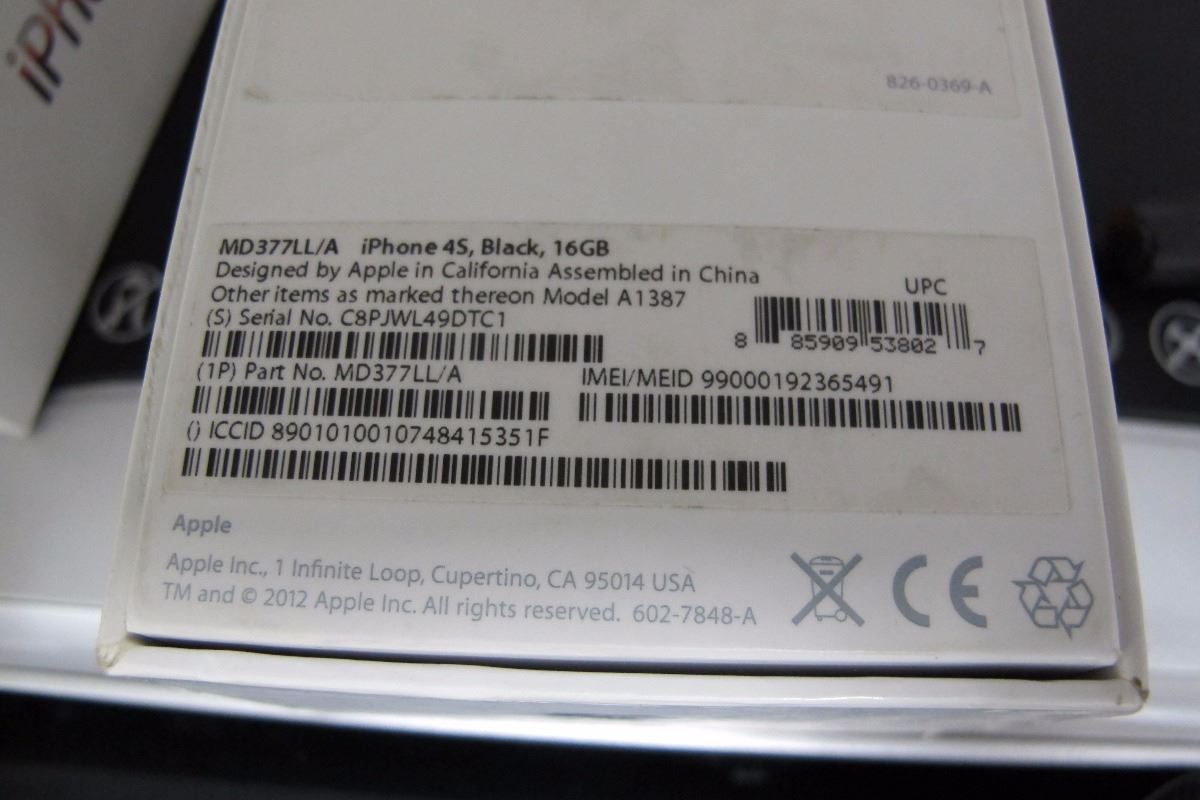 iPho
826-0369-A
MD377LL/A iPhone 4S, Black, 16GB
Designed by Apple in California Assembled in China
Other items as marked thereon Model A1387
UPC
(S) Serial No. C8PJWL49DTC1
8 85909 53802 7
(1P) Part No. MD377LL/A
IMEI/MEID 99000192365491
() ICCID 8901010010748415351F
Apple
Apple Inc., 1 Infinite Loop, Cupertino, CA 95014 USA
TM and © 2012 Apple Inc. All rights reserved. 602-7848-A
CE